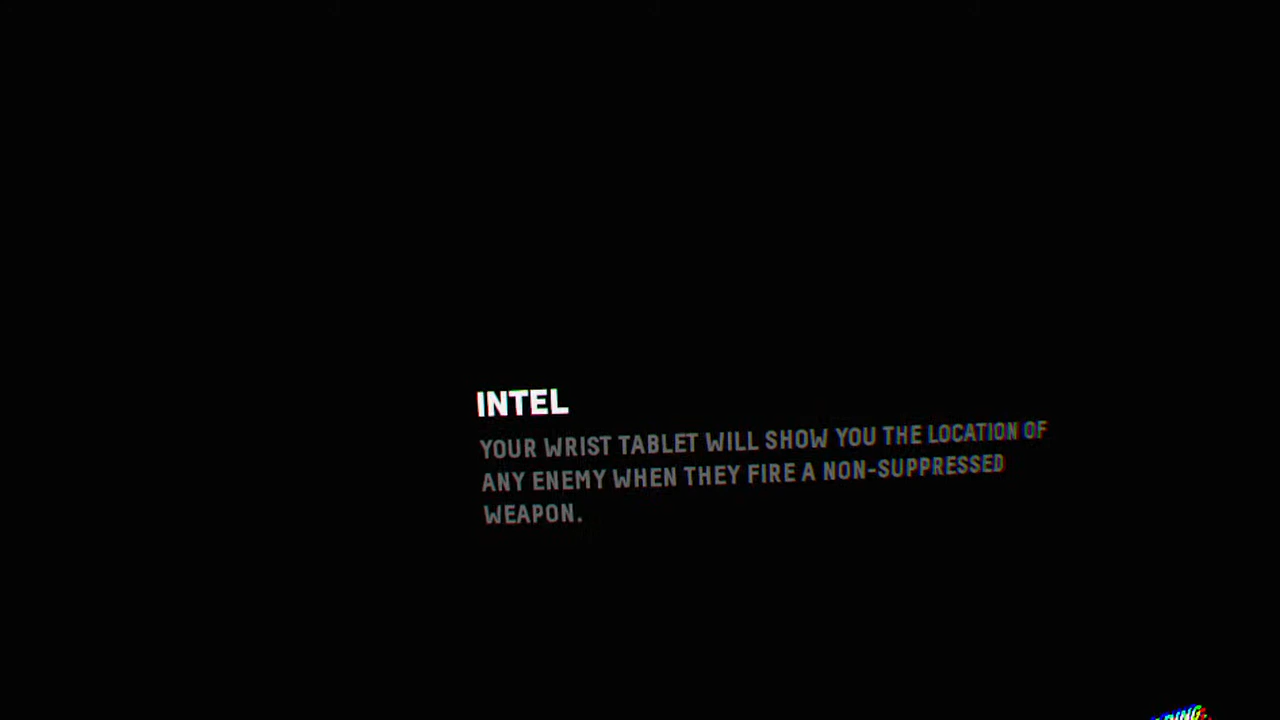 INTEL
YOUR WRIST TABLET WILL SHOW YOU THE LOCATION OF
ANY ENEMY WHEN THEY FIRE A NON-SUPPRESSED
WEAPON.